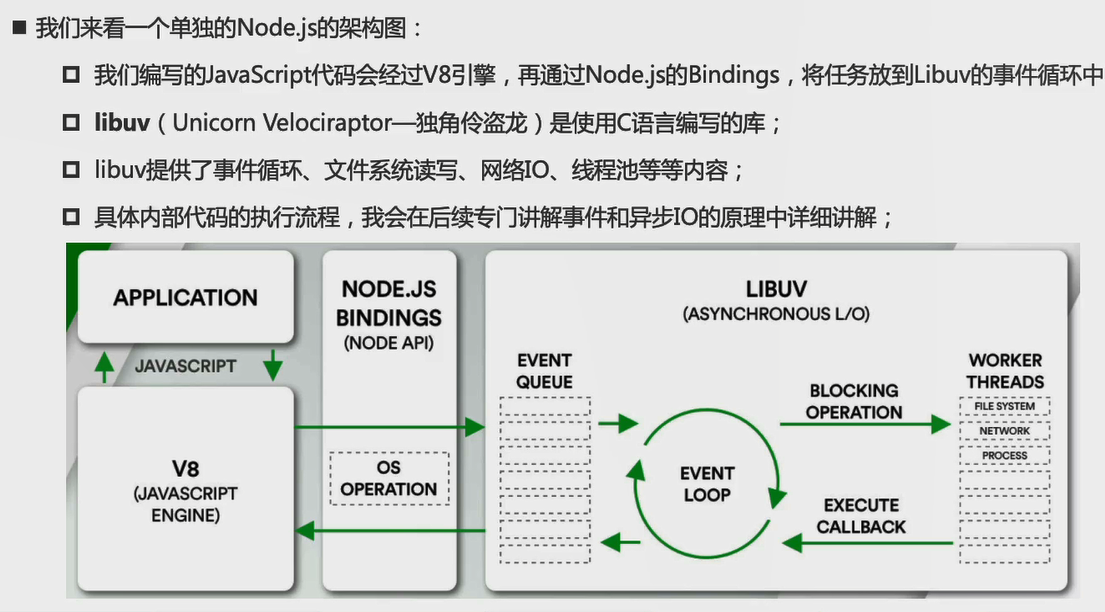 我们来看一个单独的Node.js的架构图：
我们编写的JavaScript代码会经过V8引擎，再通过Node.js的Bindings，将任务放到Libuv的事件循环中
libuv（Unicorn Velociraptor—独角伶盗龙）是使用C语言编写的库；
libuv提供了事件循环、文件系统读写、网络IO、线程池等等内容；
具体内部代码的执行流程，我会在后续专门讲解事件和异步IO的原理中详细讲解；
APPLICATION
JAVASCRIPT
V8
(JAVASCRIPT
ENGINE)
NODE.JS
BINDINGS
(NODE API)
OS
OPERATION
LIBUV
(ASYNCHRONOUS L/O)
EVENT
QUEUE
EVENT
LOOP
BLOCKING
OPERATION
EXECUTE
CALLBACK
WORKER
THREADS
FILE SYSTEM
NETWORK
PROCESS